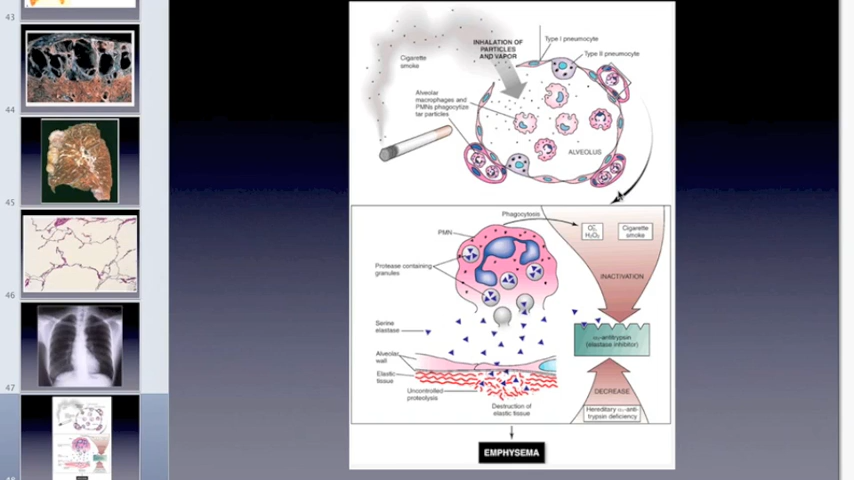 43
44
45
46
47
INHALATION OF
PARTICLES
AND VAPOR
Type I pneumocyte
Type II pneumocyte
Cigarette
smoke
Alveolar
macrophages and
PMNs phagocytize
tar particles
ALVEOLUS
Phagocytosis
PMN
Protease containing
granules
H₂O₂
Cigarette
smoke
INACTIVATION
Serine
elastase
α₁-antitrypsin
(elastase inhibitor)
Alveolar
wall
Elastic
tissue
Uncontrolled
proteolysis
Destruction of
elastic tissue
DECREASE
Hereditary α₁-anti-
trypsin deficiency
EMPHYSEMA